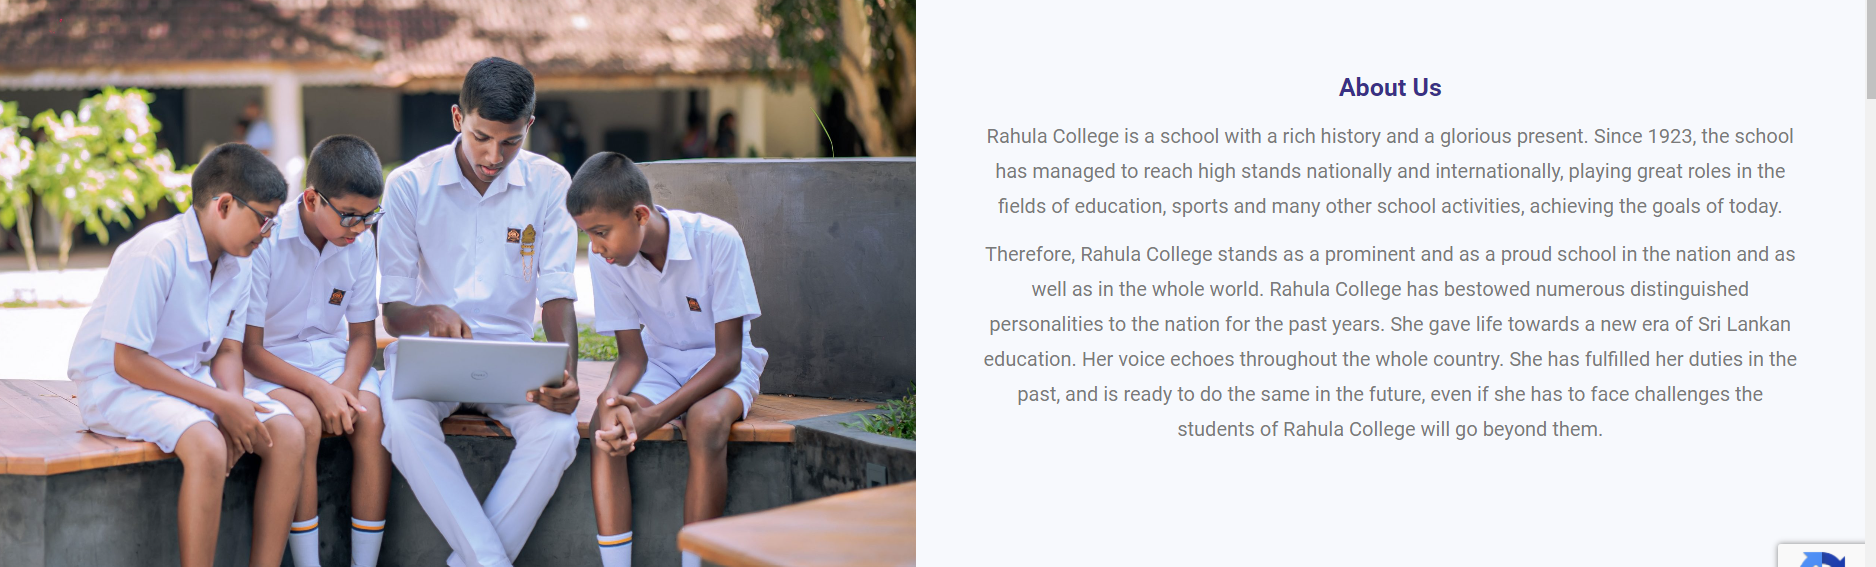 About Us
Rahula College is a school with a rich history and a glorious present. Since 1923, the school
has managed to reach high stands nationally and internationally, playing great roles in the
fields of education, sports and many other school activities, achieving the goals of today.
Therefore, Rahula College stands as a prominent and as a proud school in the nation and as
well as in the whole world. Rahula College has bestowed numerous distinguished
personalities to the nation for the past years. She gave life towards a new era of Sri Lankan
education. Her voice echoes throughout the whole country. She has fulfilled her duties in the
past, and is ready to do the same in the future, even if she has to face challenges the
students of Rahula College will go beyond them.